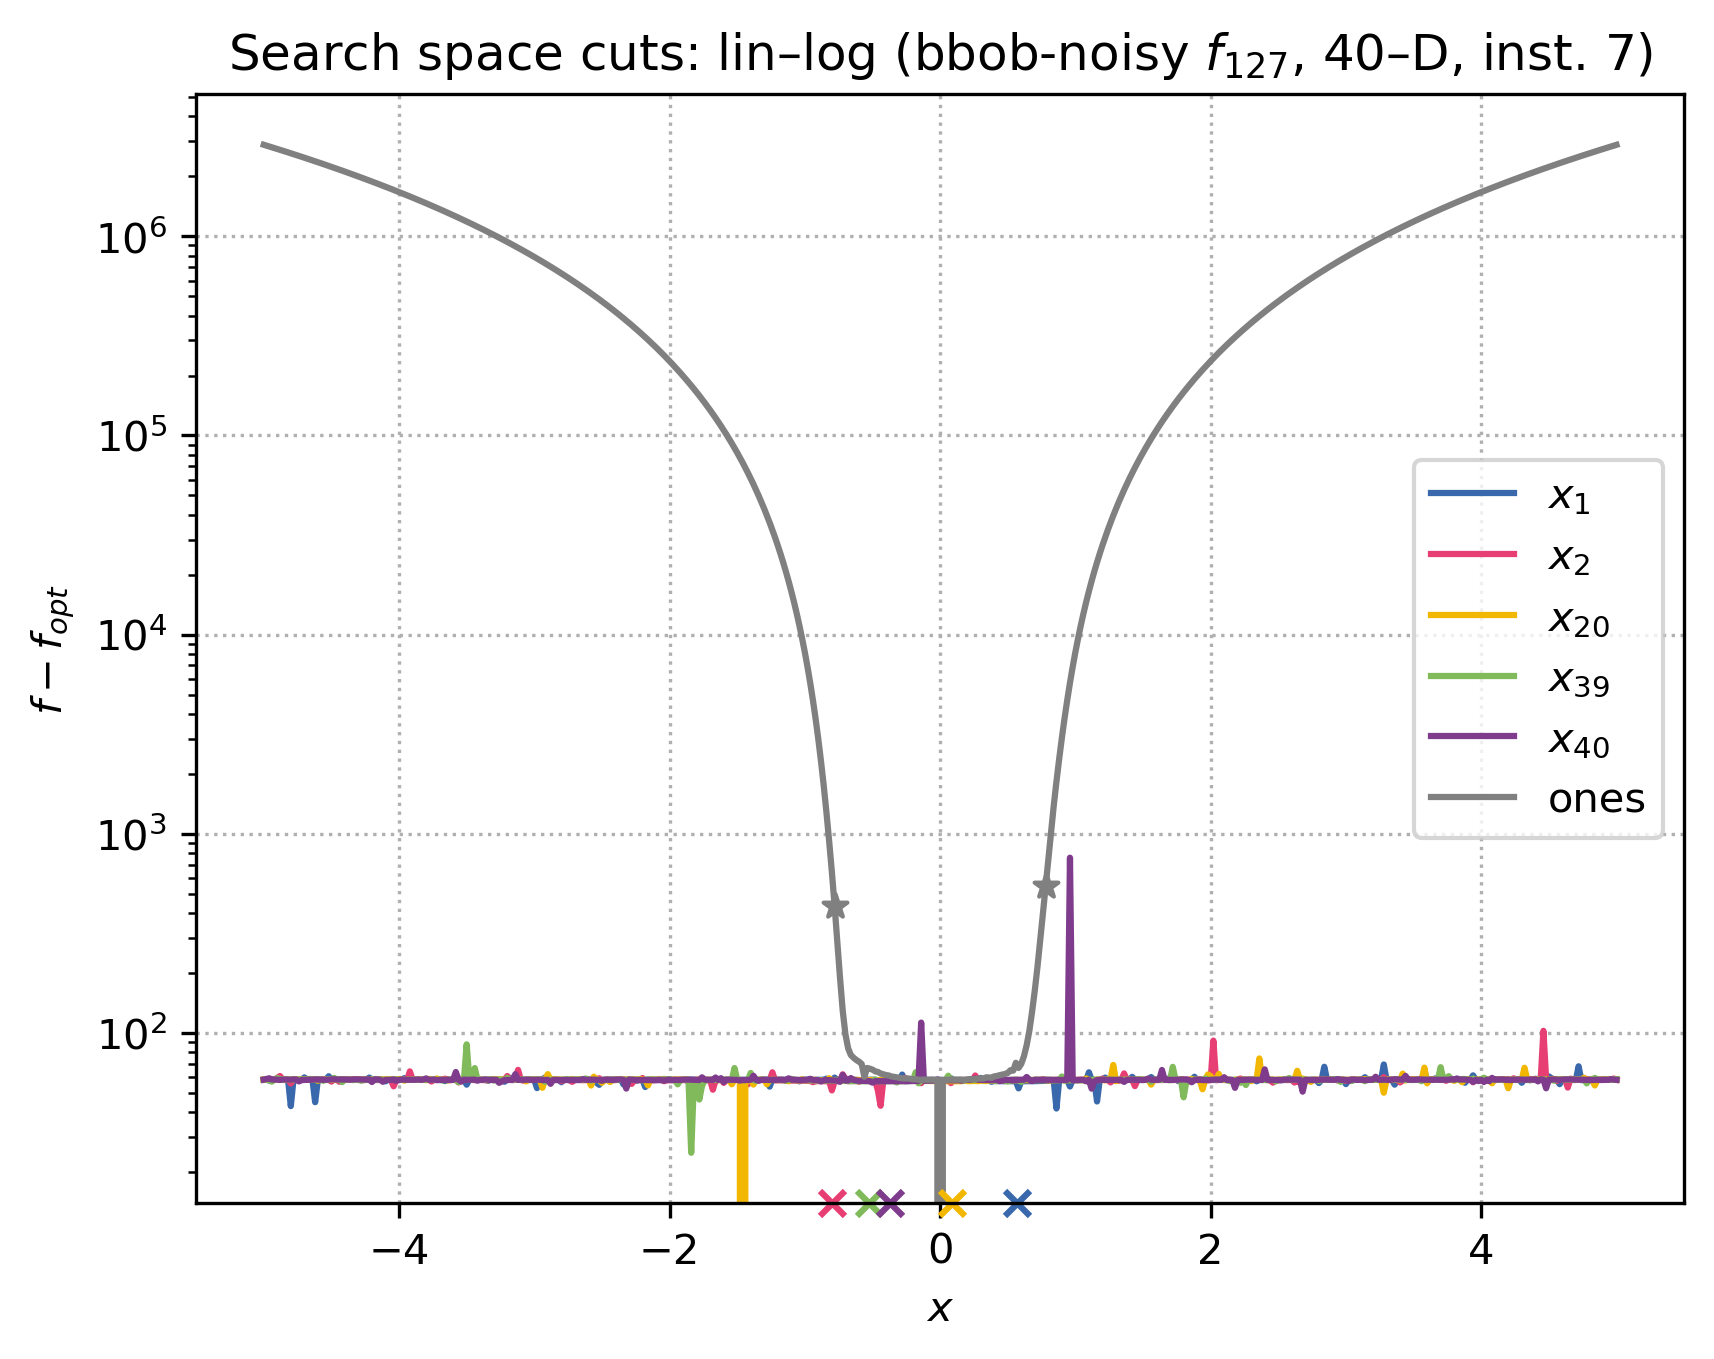 Search space cuts: lin–log (bbob-noisy f127, 40–D, inst. 7)
f − fopt
10^6
10^5
10^4
10^3
10^2
x1
x2
x20
x39
x40
ones
−4 −2 0 2 4
x